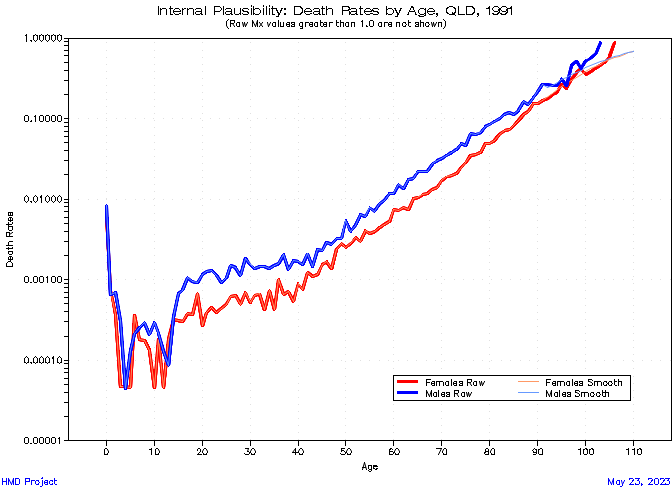 Internal Plausibility: Death Rates by Age, QLD, 1991
(Raw Mx values greater than 1.0 are not shown)
1.00000
0.10000
0.01000
0.00100
0.00010
0.00001
Death Rates
0 10 20 30 40 50 60 70 80 90 100 110
Age
Females Raw Females Smooth
Males Raw Males Smooth
HMD Project May 23, 2023